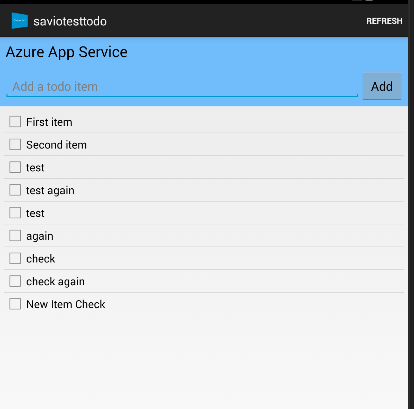 saviotesttodo
REFRESH
Azure App Service
Add a todo item
Add
First item
Second item
test
test again
test
again
check
check again
New Item Check